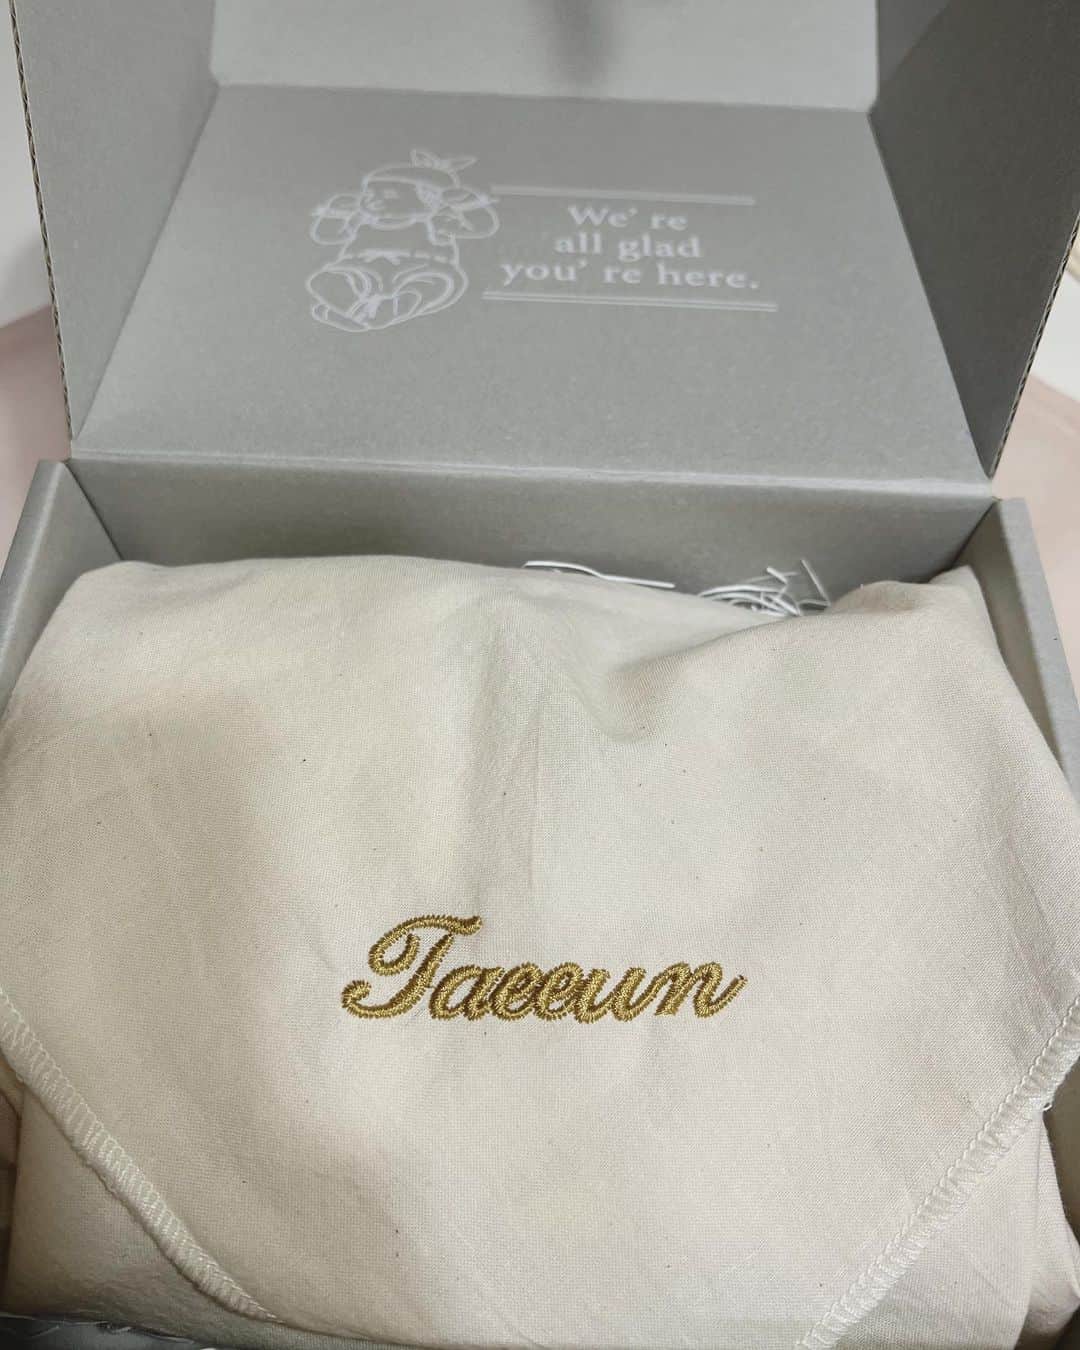 We' re
all glad
you' re here.
Taeeun